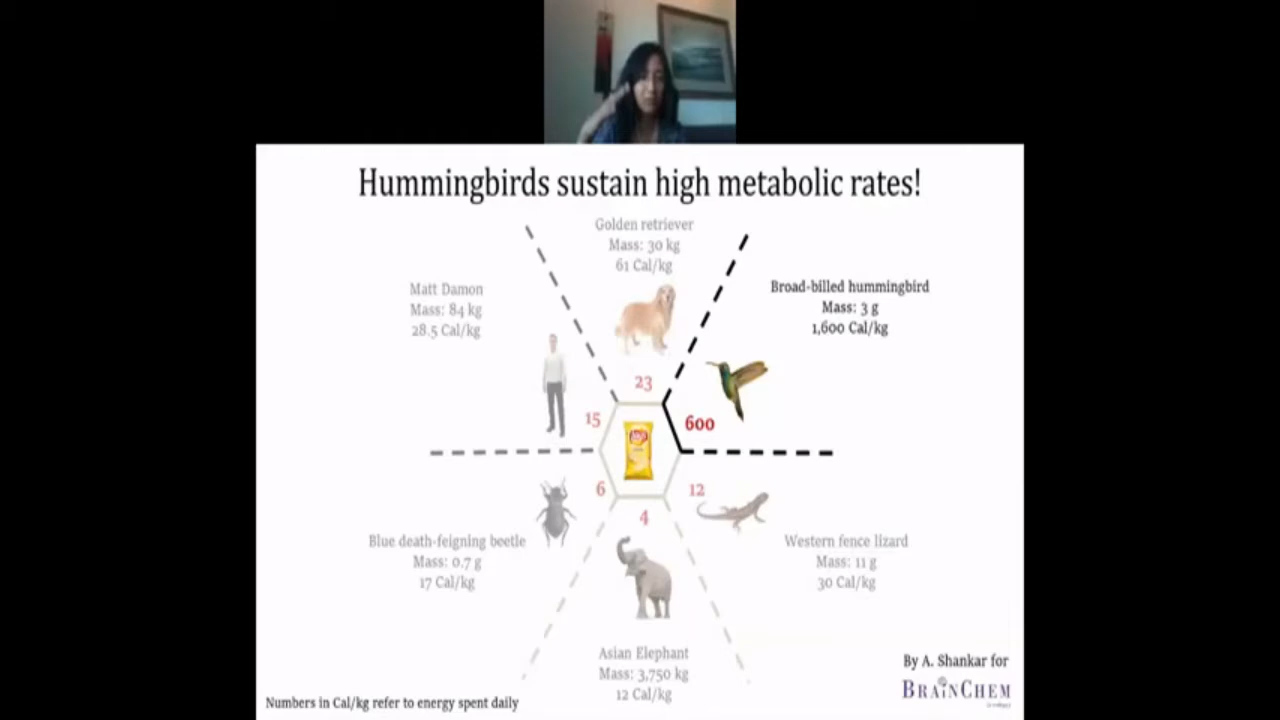 Hummingbirds sustain high metabolic rates!
Golden retriever
Mass: 30 kg
61 Cal/kg
Matt Damon
Mass: 84 kg
28.5 Cal/kg
Broad-billed hummingbird
Mass: 3 g
1,600 Cal/kg
23
15
600
6
12
4
Blue death-feigning beetle
Mass: 0.7 g
17 Cal/kg
Western fence lizard
Mass: 11 g
30 Cal/kg
Asian Elephant
Mass: 3,750 kg
12 Cal/kg
By A. Shankar for
BRAINCHEM
Numbers in Cal/kg refer to energy spent daily